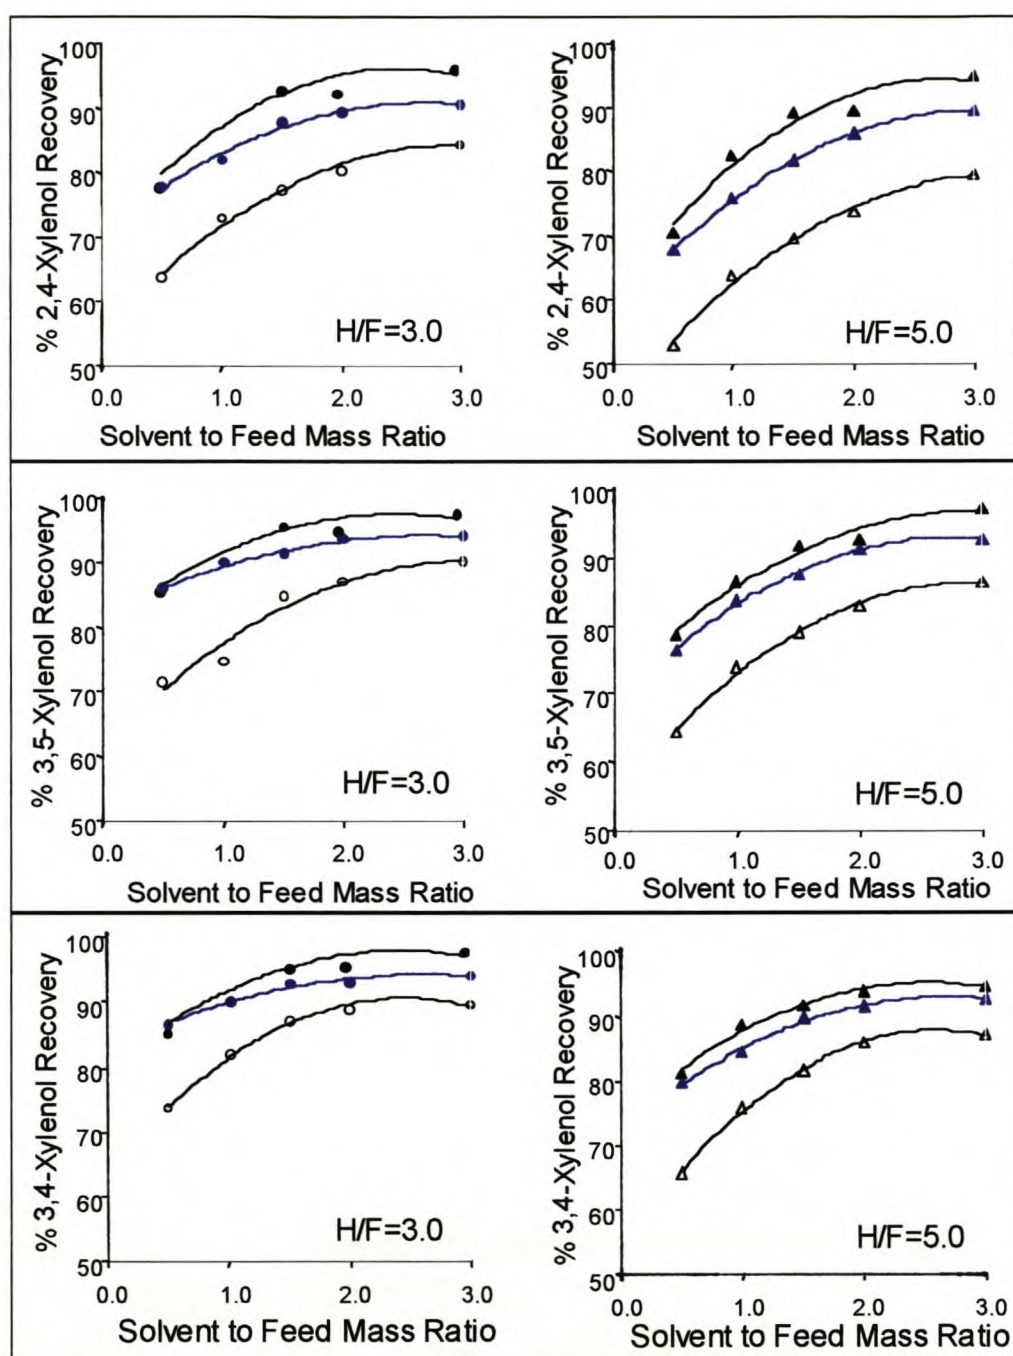 % 2,4-Xylenol Recovery
100
90
80
70
60
50
H/F=3.0
0.0 1.0 2.0 3.0
Solvent to Feed Mass Ratio
% 2,4-Xylenol Recovery
100
90
80
70
60
50
H/F=5.0
0.0 1.0 2.0 3.0
Solvent to Feed Mass Ratio
% 3,5-Xylenol Recovery
100
90
80
70
60
50
H/F=3.0
0.0 1.0 2.0 3.0
Solvent to Feed Mass Ratio
% 3,5-Xylenol Recovery
100
90
80
70
60
50
H/F=5.0
0.0 1.0 2.0 3.0
Solvent to Feed Mass Ratio
% 3,4-Xylenol Recovery
100
90
80
70
60
50
H/F=3.0
0.0 1.0 2.0 3.0
Solvent to Feed Mass Ratio
% 3,4-Xylenol Recovery
100
90
80
70
60
50
H/F=5.0
0.0 1.0 2.0 3.0
Solvent to Feed Mass Ratio